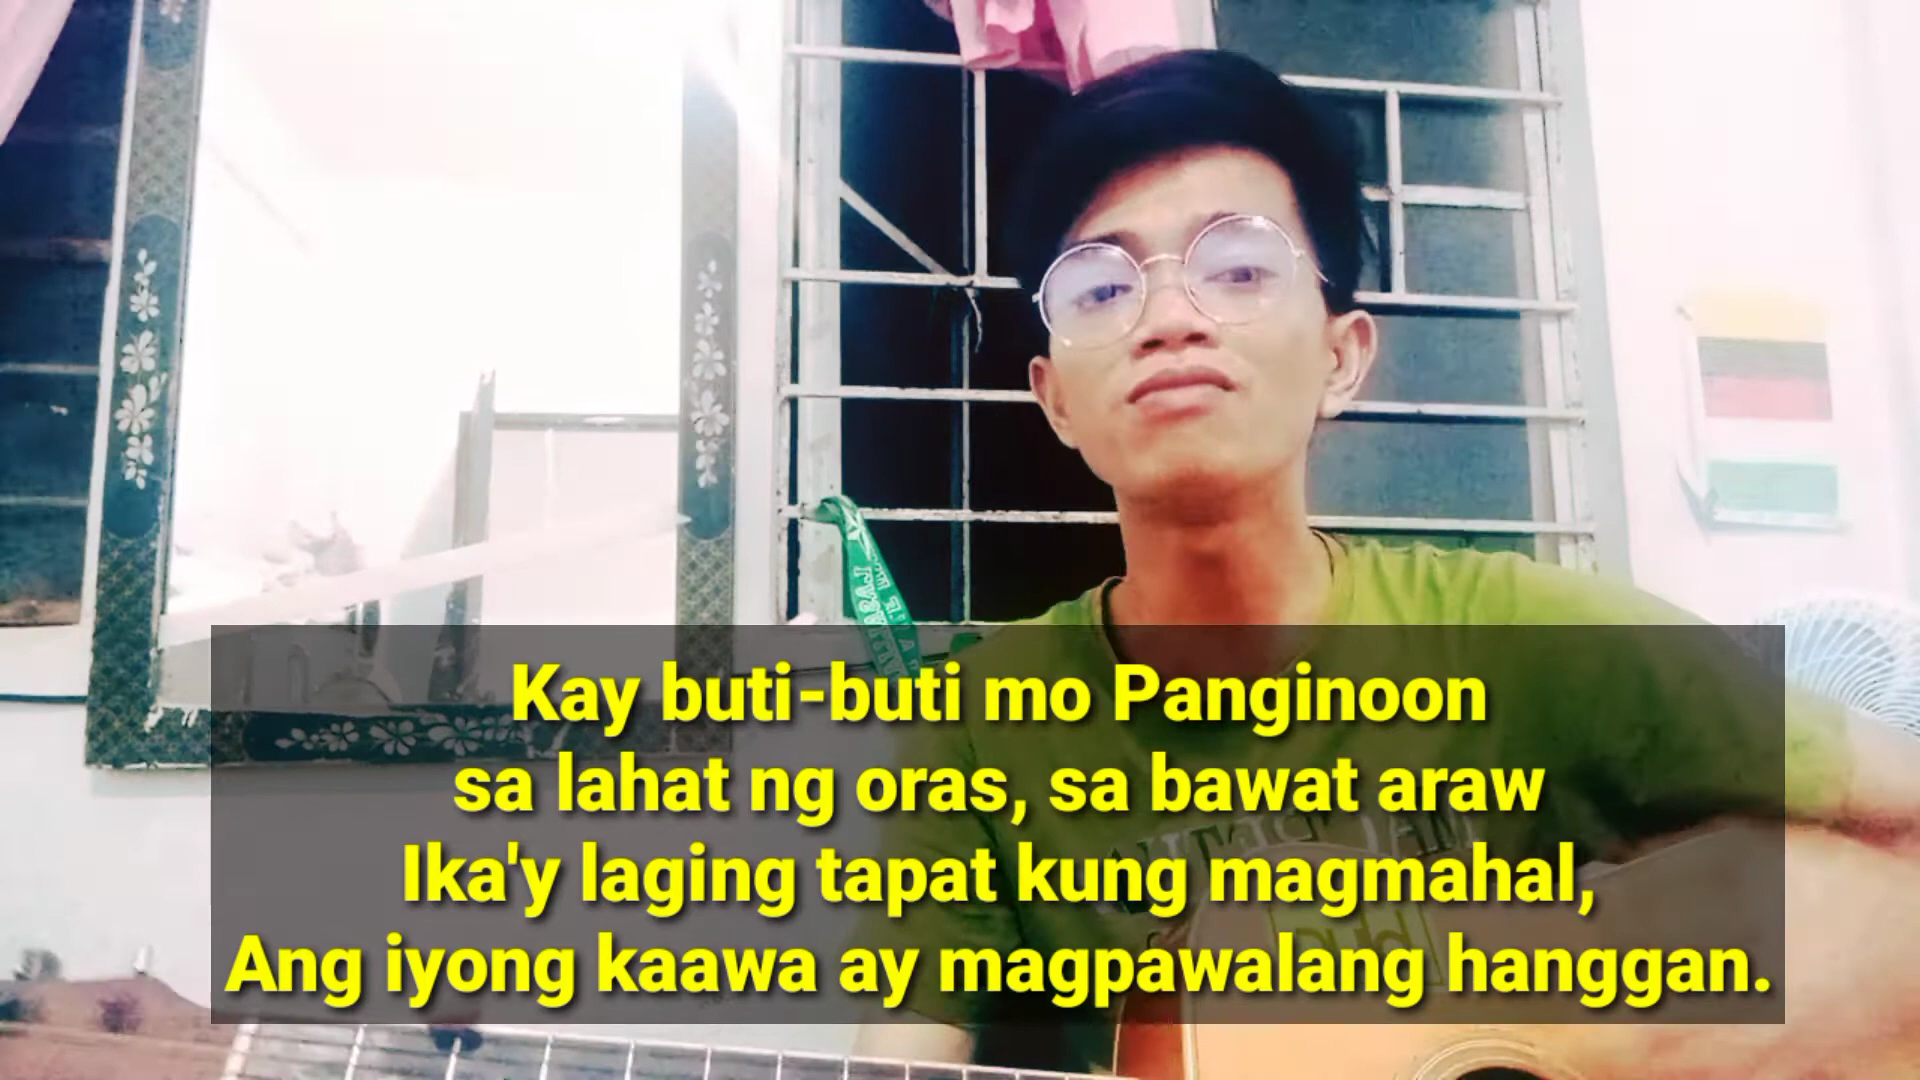 Kay buti-buti mo Panginoon
sa lahat ng oras, sa bawat araw
Ika'y laging tapat kung magmahal,
Ang iyong kaawa ay magpawalang hanggan.